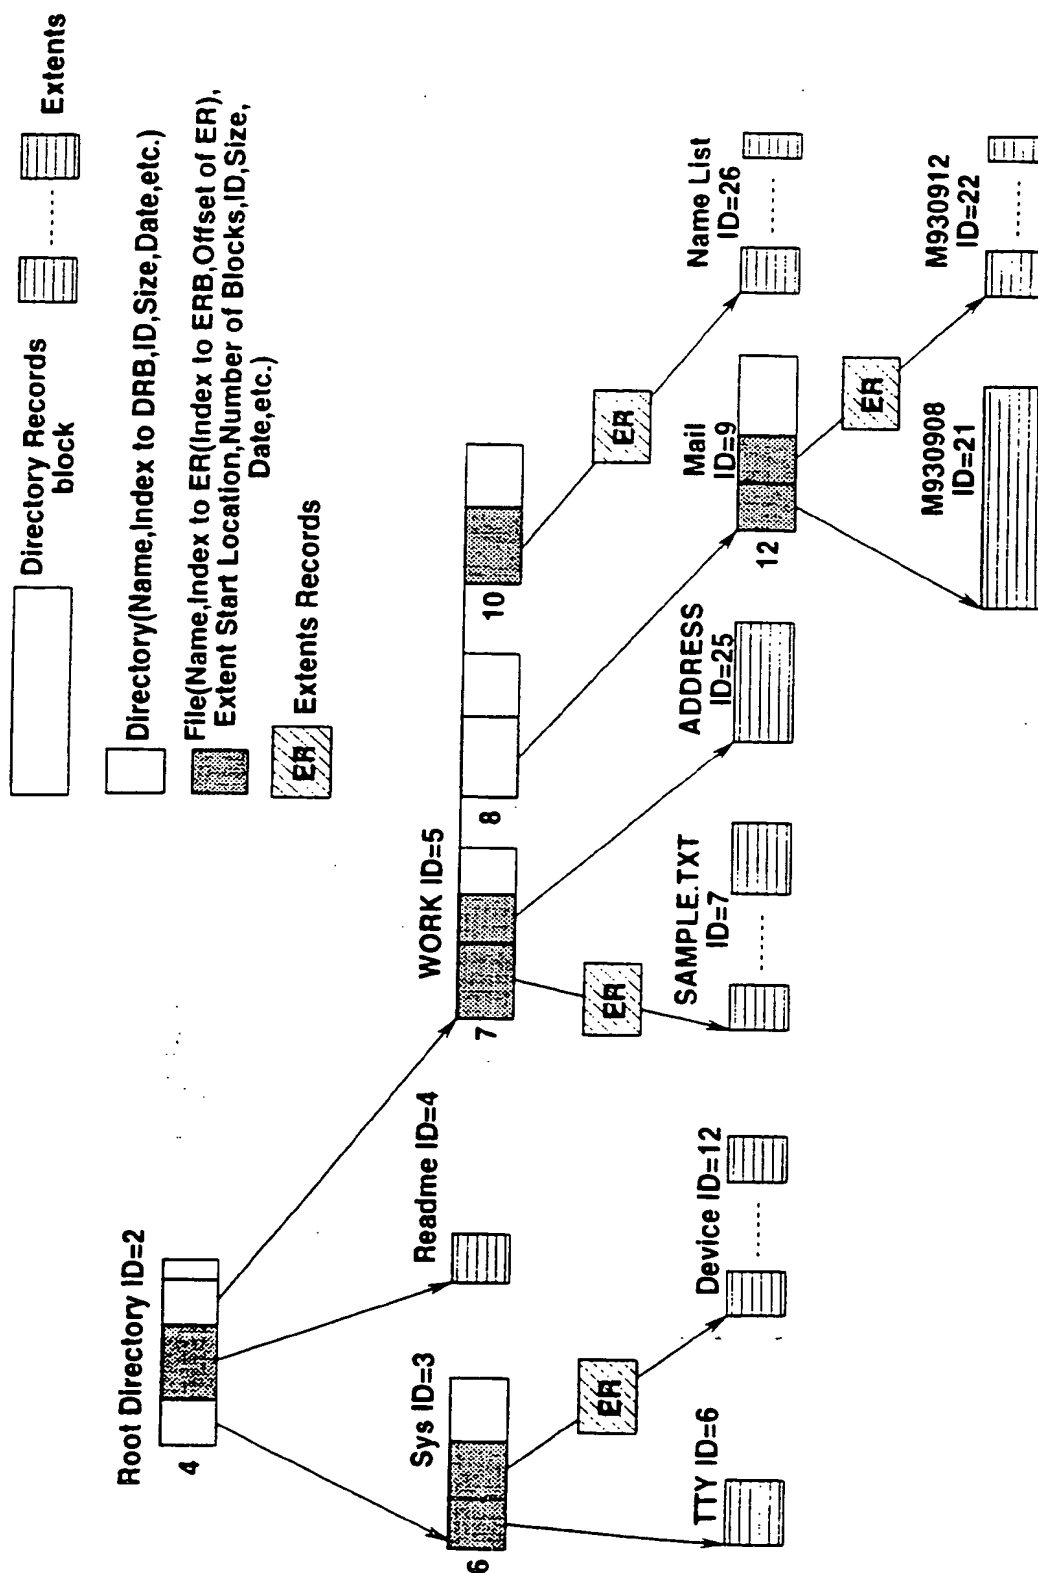 Directory Records
block
Extents
Directory(Name,Index to DRB,ID,Size,Date,etc.)
File(Name,Index to ER(Index to ERB,Offset of ER),
Extent Start Location,Number of Blocks,ID,Size,
Date,etc.)
ER
Extents Records
Root Directory ID=2
4
Sys ID=3
6
Readme ID=4
WORK ID=5
7
8
10
ER
ER
ER
TTY ID=6
Device ID=12
SAMPLE.TXT
ID=7
ADDRESS
ID=25
Mail
ID=9
12
Name List
ID=26
ER
M930908
ID=21
M930912
ID=22